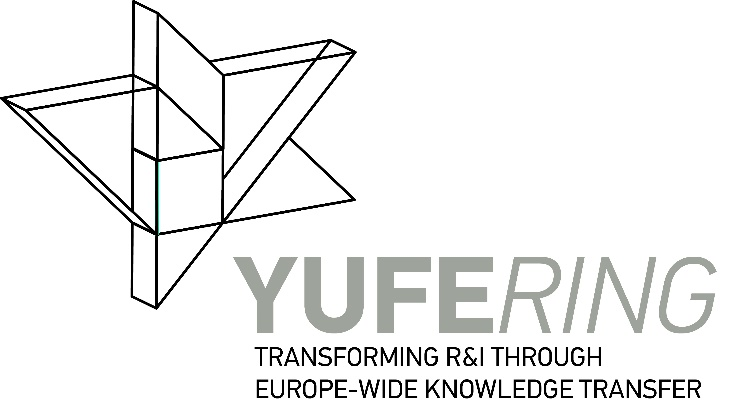 YUFERING
TRANSFORMING R&I THROUGH
EUROPE-WIDE KNOWLEDGE TRANSFER